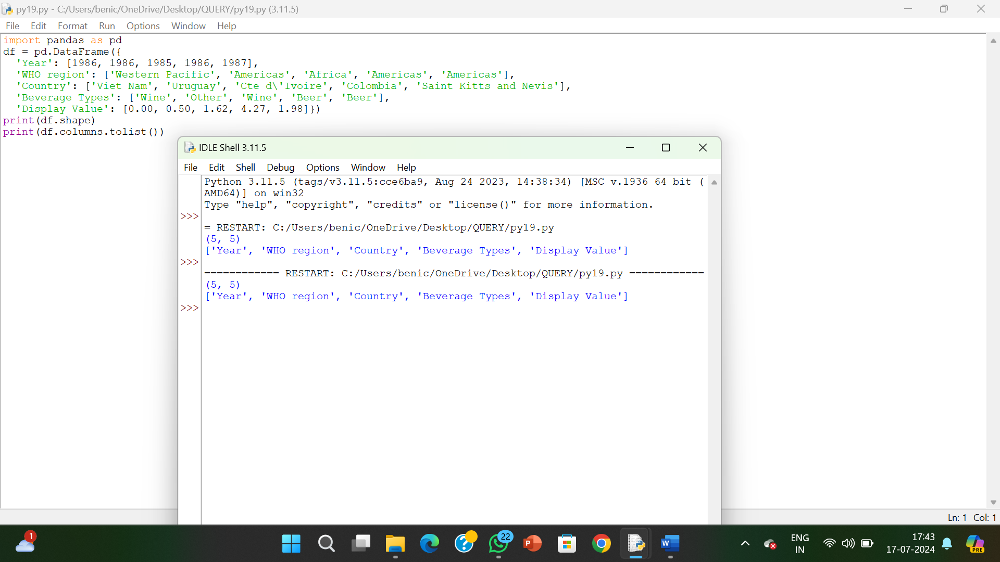 py19.py - C:/Users/benic/OneDrive/Desktop/QUERY/py19.py (3.11.5)
File Edit Format Run Options Window Help
import pandas as pd
df = pd.DataFrame({
  'Year': [1986, 1986, 1985, 1986, 1987],
  'WHO region': ['Western Pacific', 'Americas', 'Africa', 'Americas', 'Americas'],
  'Country': ['Viet Nam', 'Uruguay', 'Cte d\'Ivoire', 'Colombia', 'Saint Kitts and Nevis'],
  'Beverage Types': ['Wine', 'Other', 'Wine', 'Beer', 'Beer'],
  'Display Value': [0.00, 0.50, 1.62, 4.27, 1.98]})
print(df.shape)
print(df.columns.tolist())
IDLE Shell 3.11.5
File Edit Shell Debug Options Window Help
Python 3.11.5 (tags/v3.11.5:cce6ba9, Aug 24 2023, 14:38:34) [MSC v.1936 64 bit (
AMD64)] on win32
Type "help", "copyright", "credits" or "license()" for more information.
>>>
= RESTART: C:/Users/benic/OneDrive/Desktop/QUERY/py19.py
(5, 5)
['Year', 'WHO region', 'Country', 'Beverage Types', 'Display Value']
>>>
============ RESTART: C:/Users/benic/OneDrive/Desktop/QUERY/py19.py ============
(5, 5)
['Year', 'WHO region', 'Country', 'Beverage Types', 'Display Value']
>>>
Ln: 1 Col: 1
1
22
P
W
ENG
IN
17:43
17-07-2024
PRE